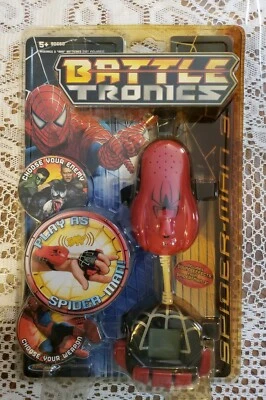 5+
BATTLE
TRONICS
CHOOSE YOUR ENEMY
PLAY AS
SPIDER-MAN!
CHOOSE YOUR WEAPON
SPIDER-MAN 3